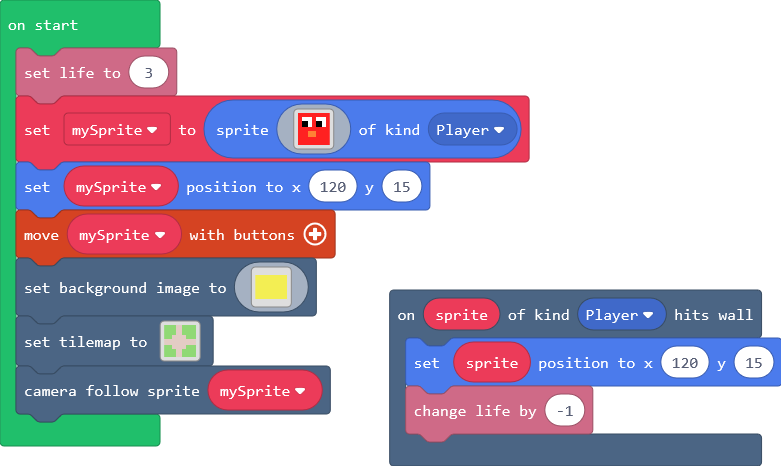 on start
set life to 3
set mySprite to sprite of kind Player
set mySprite position to x 120 y 15
move mySprite with buttons
set background image to
set tilemap to
camera follow sprite mySprite
on sprite of kind Player hits wall
set sprite position to x 120 y 15
change life by -1